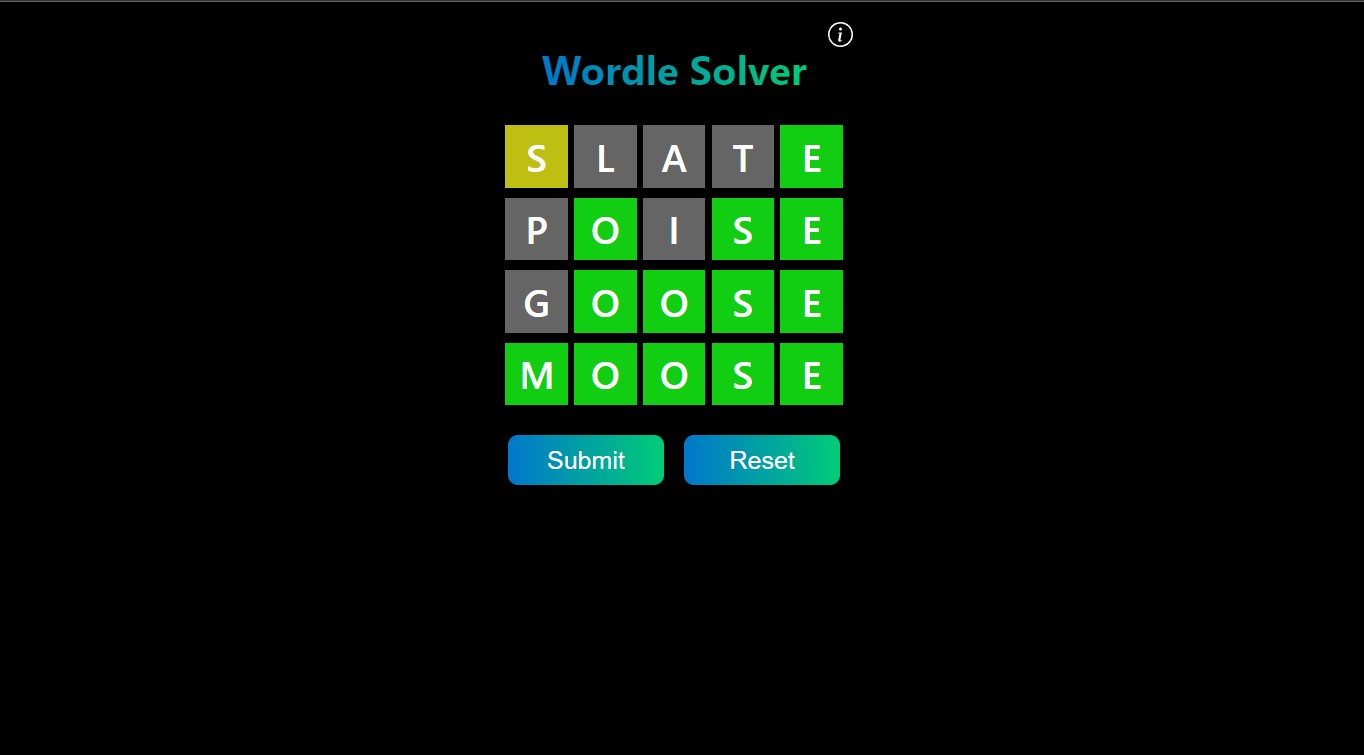 i
Wordle Solver
S L A T E
P O I S E
G O O S E
M O O S E
Submit Reset